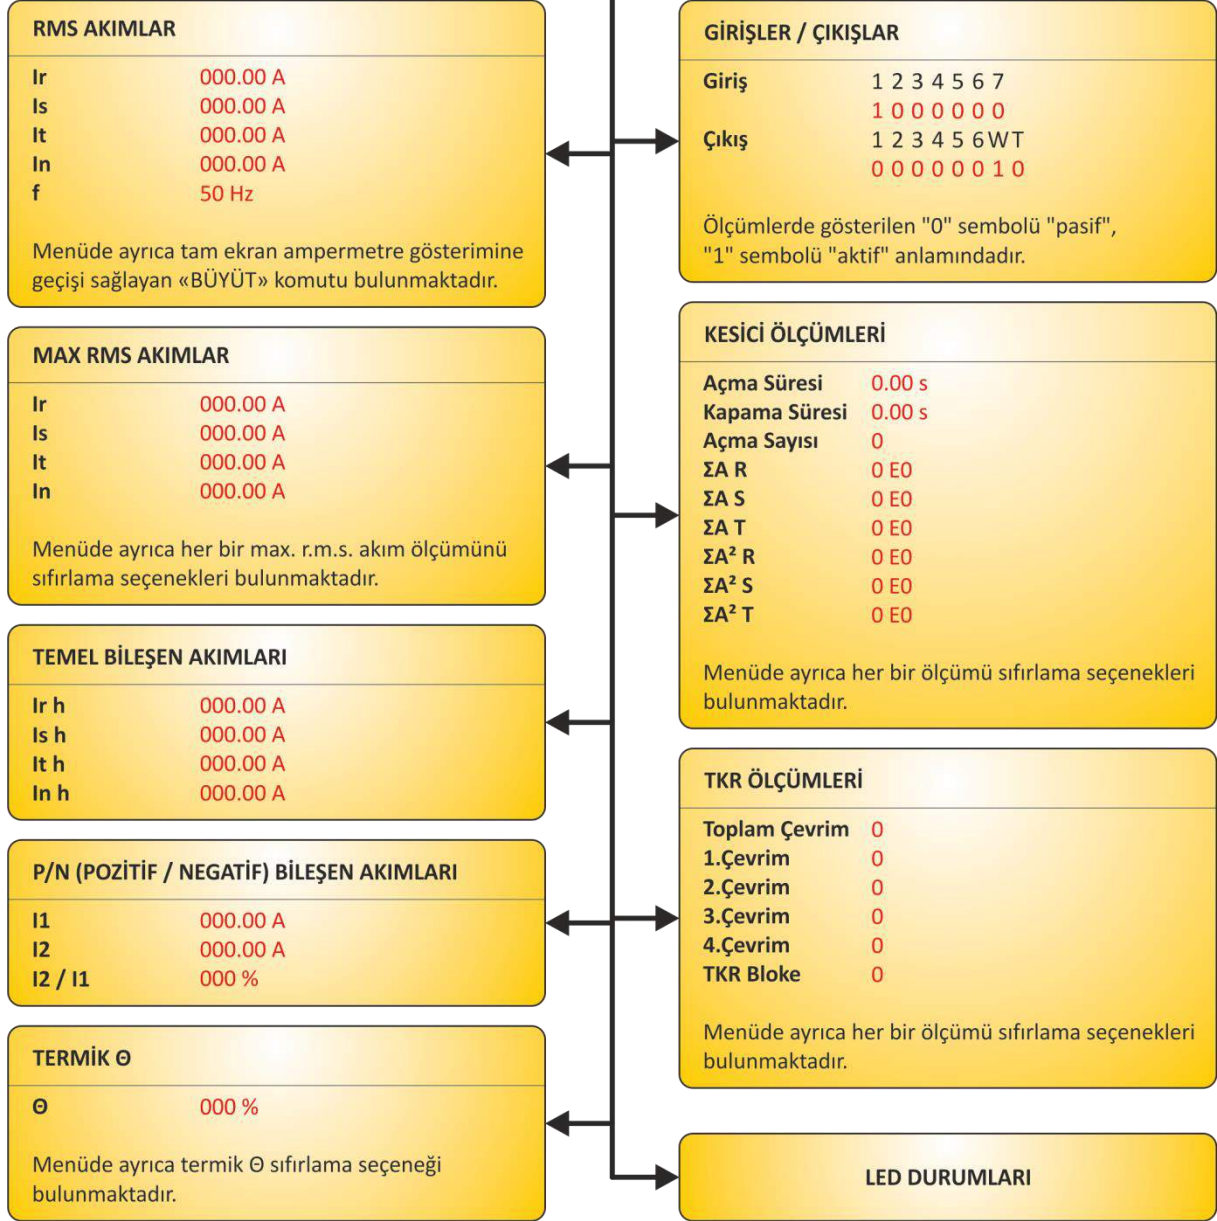 RMS AKIMLAR
Ir 000.00 A
Is 000.00 A
It 000.00 A
In 000.00 A
f 50 Hz
Menüde ayrıca tam ekran ampermetre gösterimine
geçişi sağlayan «BÜYÜT» komutu bulunmaktadır.
MAX RMS AKIMLAR
Ir 000.00 A
Is 000.00 A
It 000.00 A
In 000.00 A
Menüde ayrıca her bir max. r.m.s. akım ölçümünü
sıfırlama seçenekleri bulunmaktadır.
TEMEL BİLEŞEN AKIMLARI
Ir h 000.00 A
Is h 000.00 A
It h 000.00 A
In h 000.00 A
P/N (POZİTİF / NEGATİF) BİLEŞEN AKIMLARI
I1 000.00 A
I2 000.00 A
I2 / I1 000 %
TERMİK Θ
Θ 000 %
Menüde ayrıca termik Θ sıfırlama seçeneği
bulunmaktadır.
GİRİŞLER / ÇIKIŞLAR
Giriş 1 2 3 4 5 6 7
1 0 0 0 0 0 0
Çıkış 1 2 3 4 5 6 W T
0 0 0 0 0 0 1 0
Ölçümlerde gösterilen "0" sembolü "pasif",
"1" sembolü "aktif" anlamındadır.
KESİCİ ÖLÇÜMLERİ
Açma Süresi 0.00 s
Kapama Süresi 0.00 s
Açma Sayısı 0
ΣA R 0 E0
ΣA S 0 E0
ΣA T 0 E0
ΣA² R 0 E0
ΣA² S 0 E0
ΣA² T 0 E0
Menüde ayrıca her bir ölçümü sıfırlama seçenekleri
bulunmaktadır.
TKR ÖLÇÜMLERİ
Toplam Çevrim 0
1.Çevrim 0
2.Çevrim 0
3.Çevrim 0
4.Çevrim 0
TKR Bloke 0
Menüde ayrıca her bir ölçümü sıfırlama seçenekleri
bulunmaktadır.
LED DURUMLARI